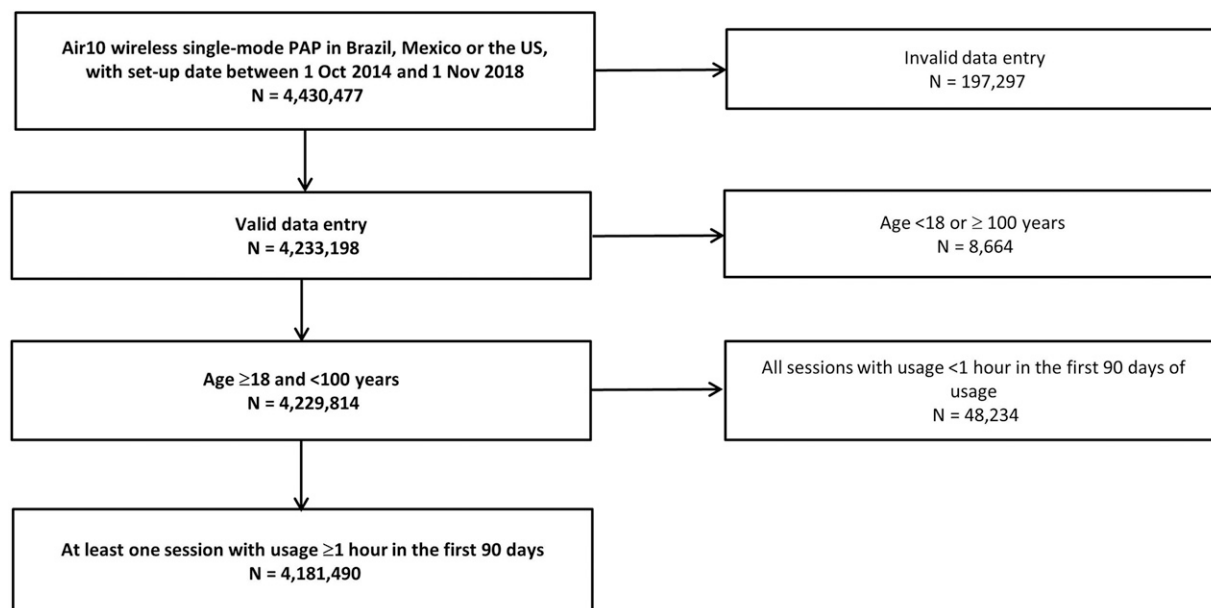 Air10 wireless single-mode PAP in Brazil, Mexico or the US,
with set-up date between 1 Oct 2014 and 1 Nov 2018
N = 4,430,477
Invalid data entry
N = 197,297
Valid data entry
N = 4,233,198
Age <18 or ≥ 100 years
N = 8,664
Age ≥18 and <100 years
N = 4,229,814
All sessions with usage <1 hour in the first 90 days of
usage
N = 48,234
At least one session with usage ≥1 hour in the first 90 days
N = 4,181,490